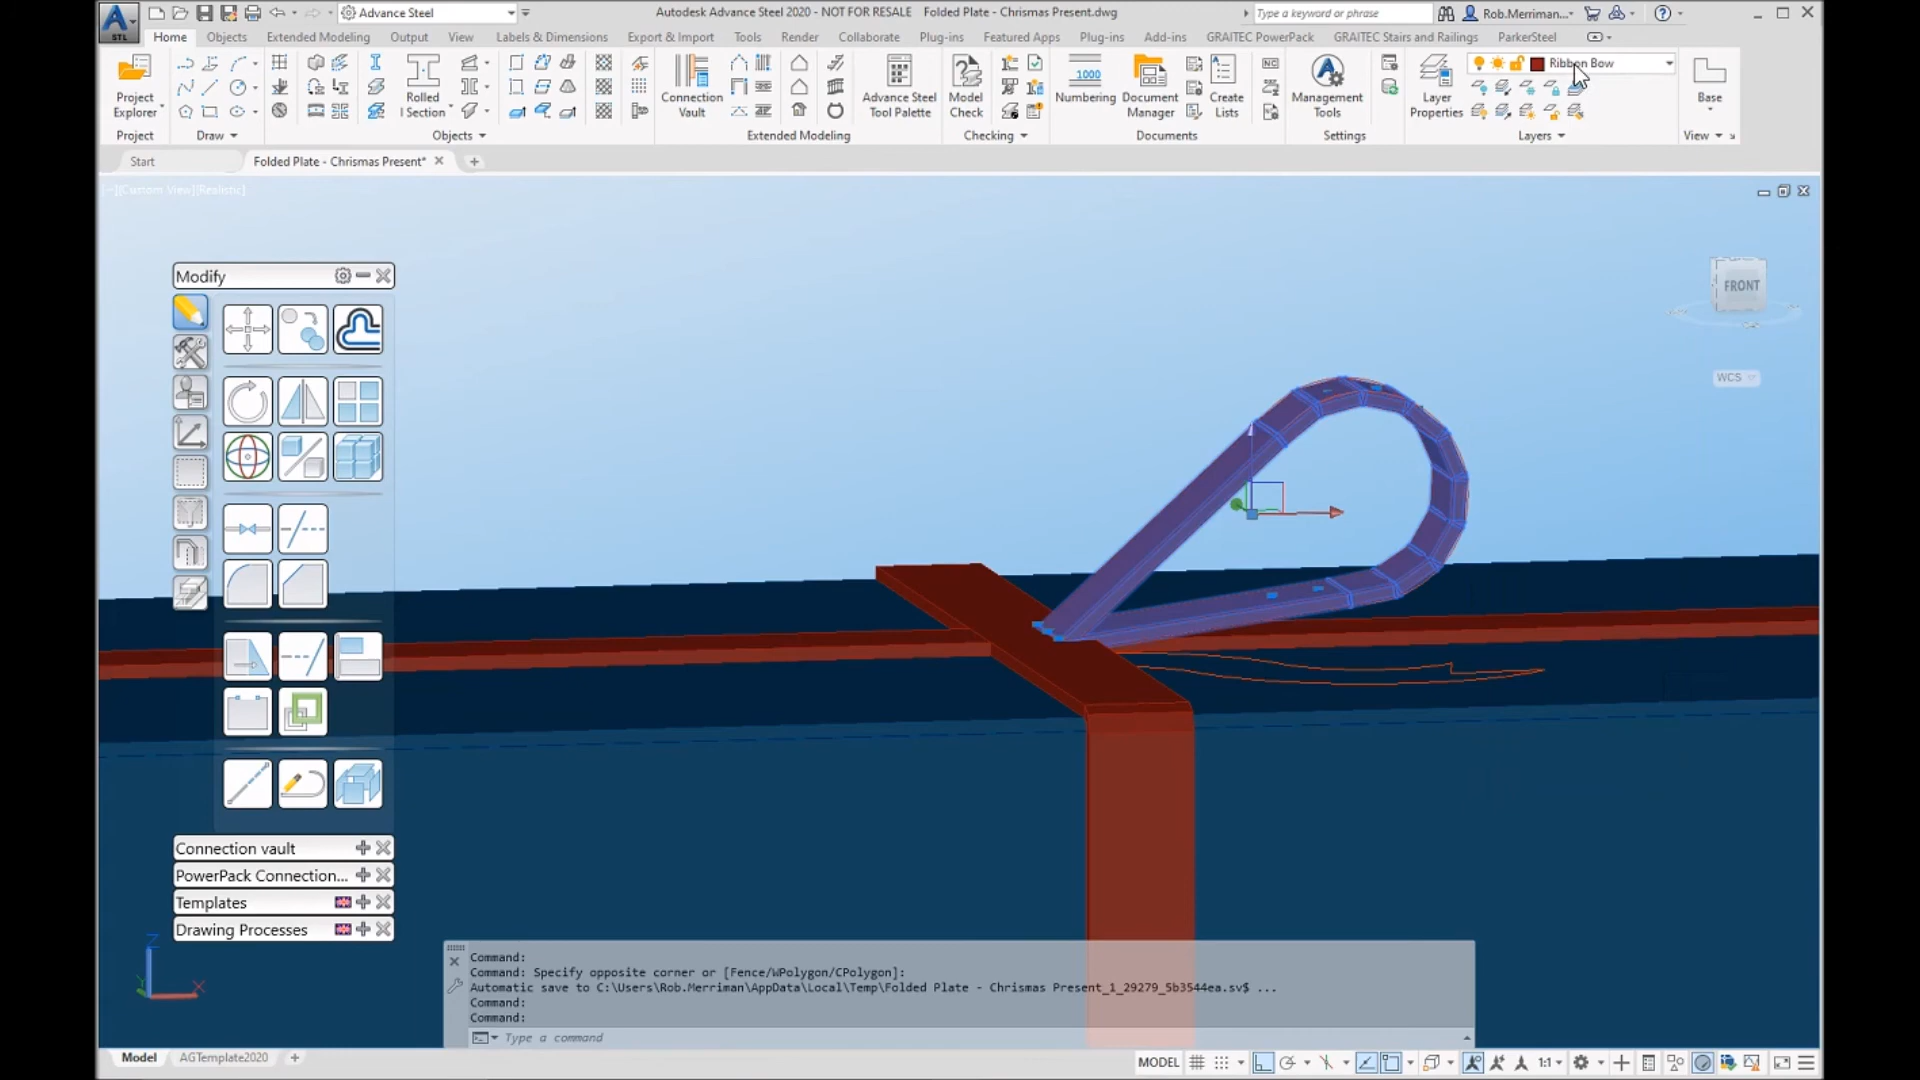 STL
Advance Steel
Autodesk Advance Steel 2020 - NOT FOR RESALE Folded Plate - Chrismas Present.dwg
Type a keyword or phrase
Rob.Merriman...
Home Objects Extended Modeling Output View Labels & Dimensions Export & Import Tools Render Collaborate Plug-ins Featured Apps Plug-ins Add-ins GRAITEC PowerPack GRAITEC Stairs and Railings ParkerSteel
Project Explorer
Rolled I Section
Connection Vault
Advance Steel Tool Palette
Model Check
1000
Numbering
Document Manager
Create Lists
NC
Management Tools
Layer Properties
Ribbon Bow
Base
Project Draw Objects Extended Modeling Checking Documents Settings Layers View
Start
Folded Plate - Chrismas Present*
[−][Custom View][Realistic]
Modify
FRONT
WCS
Connection vault
PowerPack Connection...
Templates
Drawing Processes
Z
Y
X
Command:
Command: Specify opposite corner or [Fence/WPolygon/CPolygon]:
Automatic save to C:\Users\Rob.Merriman\AppData\Local\Temp\Folded Plate - Chrismas Present_1_29279_5b3544ea.sv$ ...
Command:
Command:
Type a command
Model AGTemplate2020
MODEL
1:1